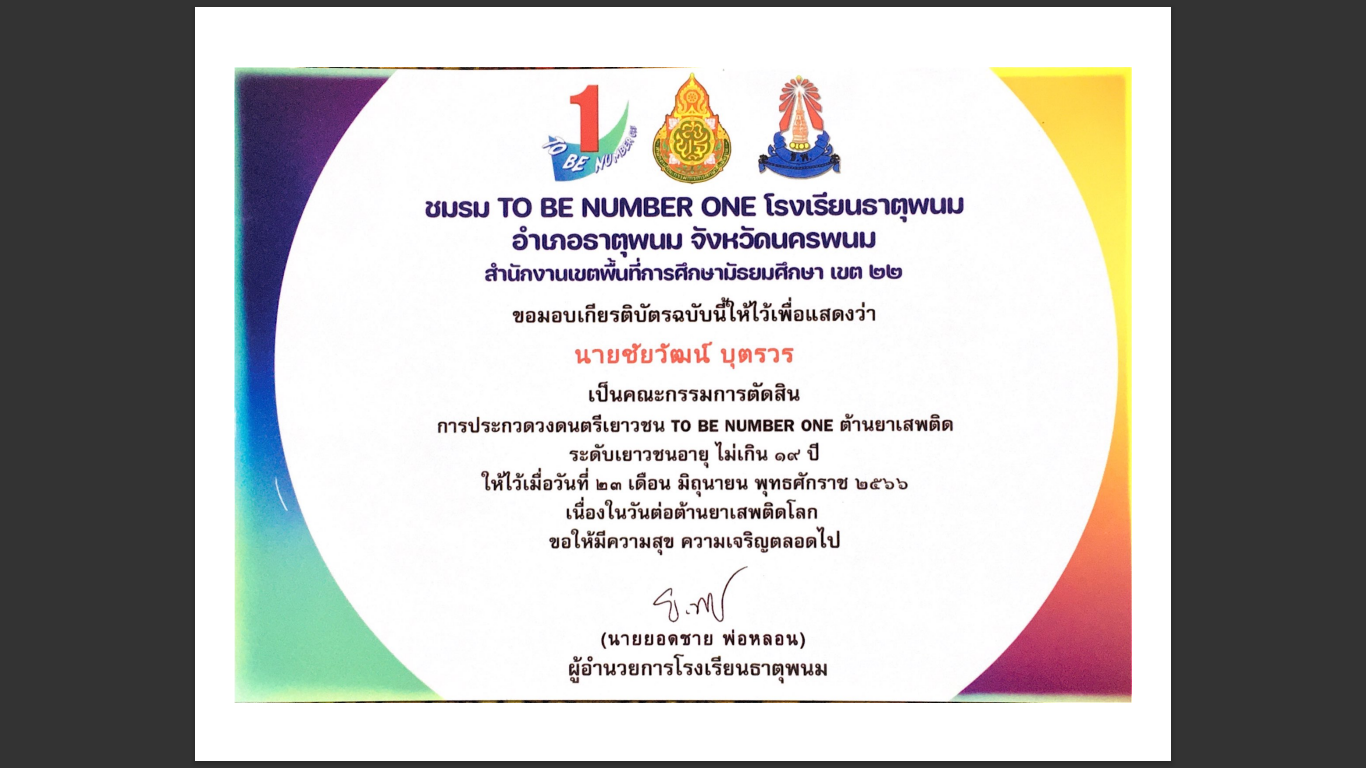 1
TO BE NUMBER ONE
ธ.พ.
ชมรม TO BE NUMBER ONE โรงเรียนธาตุพนม
อำเภอธาตุพนม จังหวัดนครพนม
สำนักงานเขตพื้นที่การศึกษามัธยมศึกษา เขต ๒๒
ขอมอบเกียรติบัตรฉบับนี้ให้ไว้เพื่อแสดงว่า
นายชัยวัฒน์ บุตรวร
เป็นคณะกรรมการตัดสิน
การประกวดวงดนตรีเยาวชน TO BE NUMBER ONE ต้านยาเสพติด
ระดับเยาวชนอายุ ไม่เกิน ๑๙ ปี
ให้ไว้เมื่อวันที่ ๒๓ เดือน มิถุนายน พุทธศักราช ๒๕๖๖
เนื่องในวันต่อต้านยาเสพติดโลก
ขอให้มีความสุข ความเจริญตลอดไป
(นายยอดชาย พ่อหลอน)
ผู้อำนวยการโรงเรียนธาตุพนม